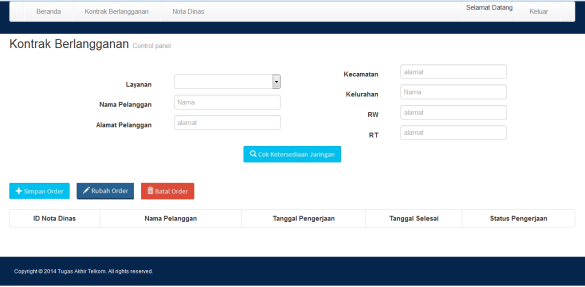 Beranda Kontrak Berlangganan Nota Dinas Selamat Datang Keluar
Kontrak Berlangganan Control panel
Layanan
Nama Pelanggan Nama
Alamat Pelanggan alamat
Kecamatan alamat
Kelurahan Nama
RW alamat
RT alamat
Cek Ketersediaan Jaringan
Simpan Order Rubah Order Batal Order
ID Nota Dinas Nama Pelanggan Tanggal Pengerjaan Tanggal Selesai Status Pengerjaan
Copyright © 2014 Tugas Akhir Telkom. All rights reserved.